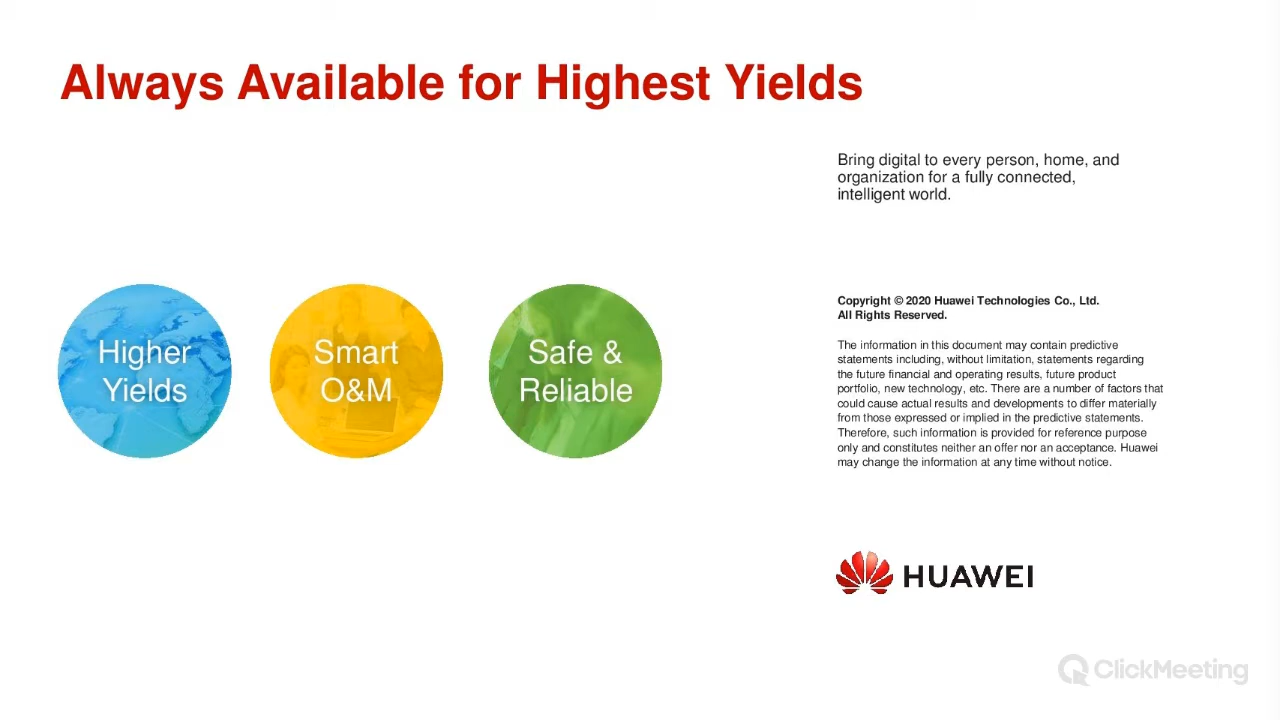 Always Available for Highest Yields
Bring digital to every person, home, and
organization for a fully connected,
intelligent world.
Higher
Yields
Smart
O&M
Safe &
Reliable
Copyright © 2020 Huawei Technologies Co., Ltd.
All Rights Reserved.
The information in this document may contain predictive
statements including, without limitation, statements regarding
the future financial and operating results, future product
portfolio, new technology, etc. There are a number of factors that
could cause actual results and developments to differ materially
from those expressed or implied in the predictive statements.
Therefore, such information is provided for reference purpose
only and constitutes neither an offer nor an acceptance. Huawei
may change the information at any time without notice.
HUAWEI
ClickMeeting